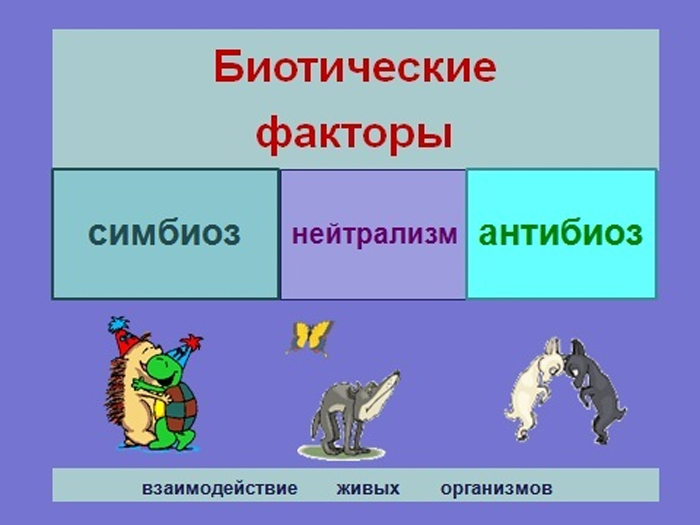 Биотические
факторы
симбиоз нейтрализм антибиоз
взаимодействие живых организмов